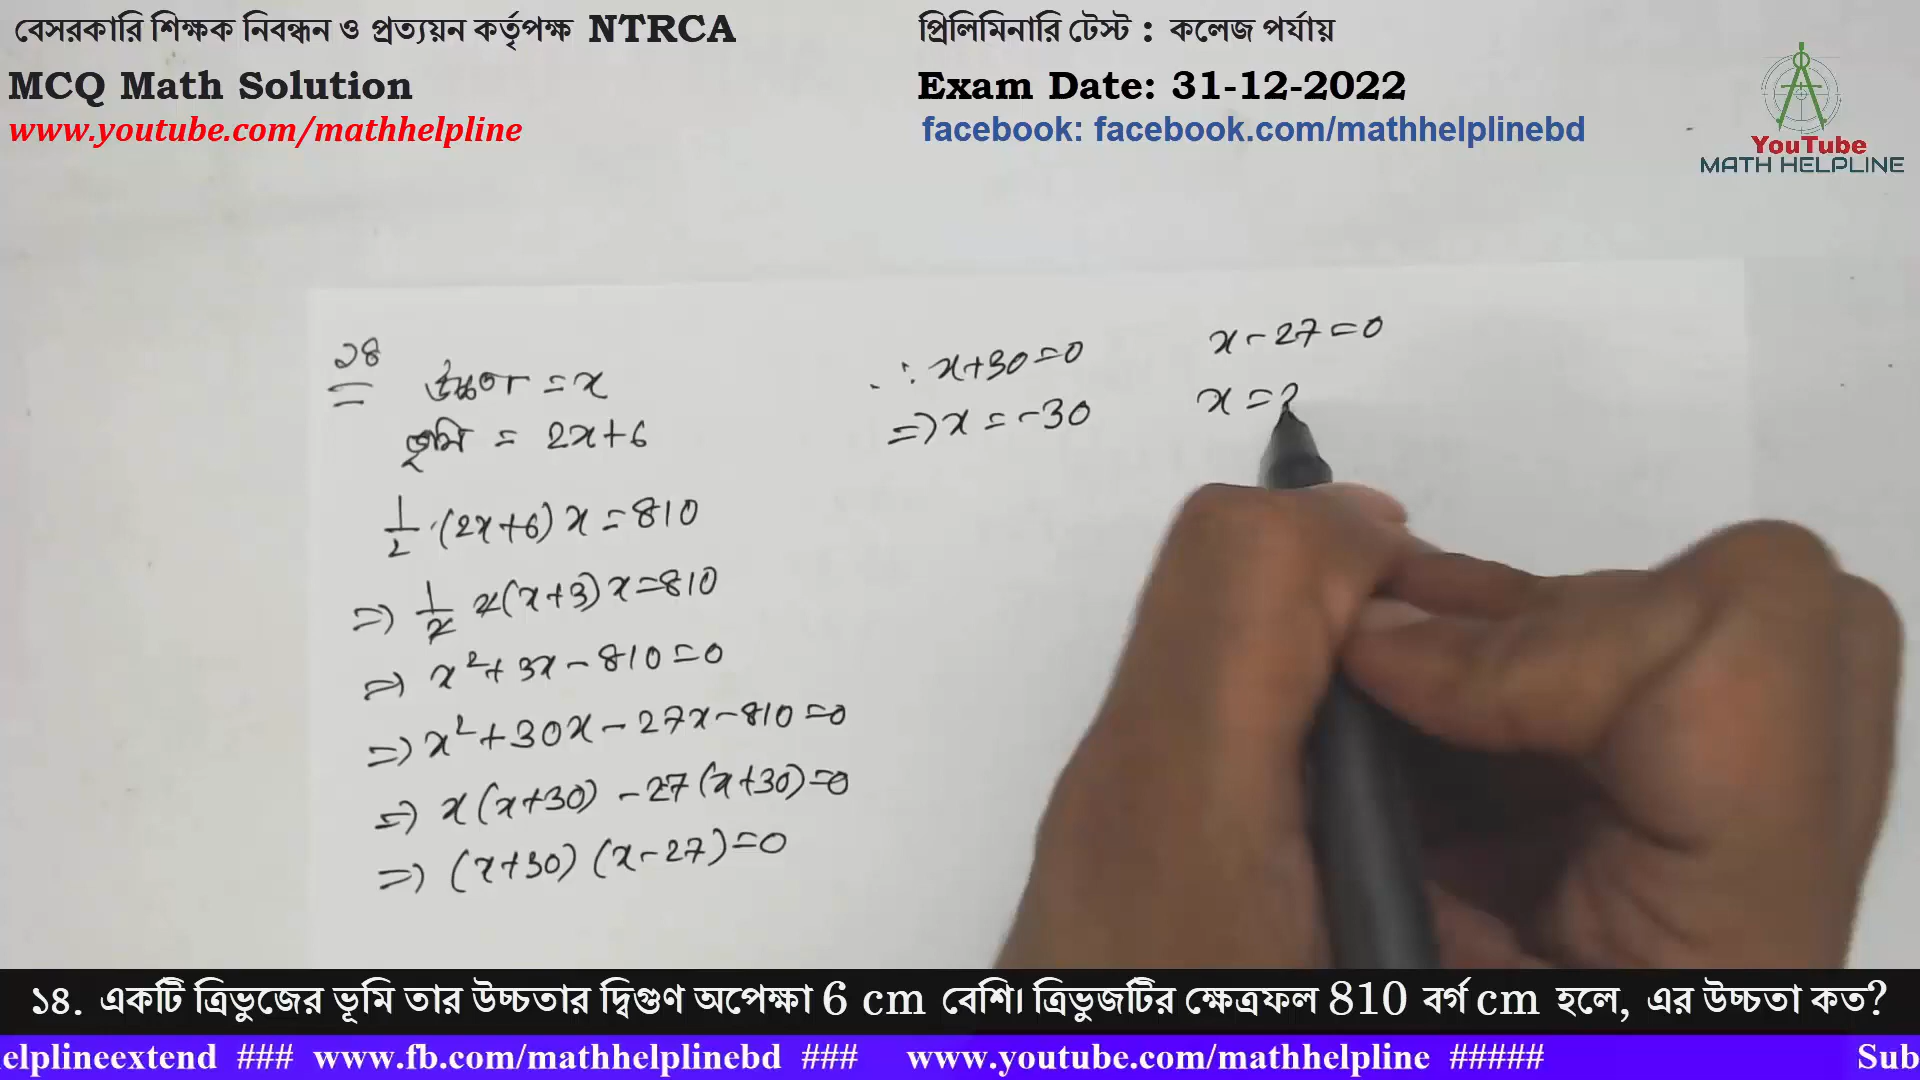 বেসরকারি শিক্ষক নিবন্ধন ও প্রত্যয়ন কর্তৃপক্ষ NTRCA
MCQ Math Solution
www.youtube.com/mathhelpline
প্রিলিমিনারি টেস্ট : কলেজ পর্যায়
Exam Date: 31-12-2022
facebook: facebook.com/mathhelplinebd
YouTube
MATH HELPLINE
১৪
উচ্চতা = x
ভূমি = 2x+6
1/2 · (2x+6) x = 810
⇒ 1/2 2(x+3) x = 810
⇒ x² + 3x - 810 = 0
⇒ x² + 30x - 27x - 810 = 0
⇒ x(x+30) - 27(x+30) = 0
⇒ (x+30) (x-27) = 0
∴ x+30 = 0
⇒ x = -30
x - 27 = 0
x = 2
১৪. একটি ত্রিভুজের ভূমি তার উচ্চতার দ্বিগুণ অপেক্ষা 6 cm বেশি। ত্রিভুজটির ক্ষেত্রফল 810 বর্গ cm হলে, এর উচ্চতা কত?
elplineextend ### www.fb.com/mathhelplinebd ### www.youtube.com/mathhelpline ##### Sub